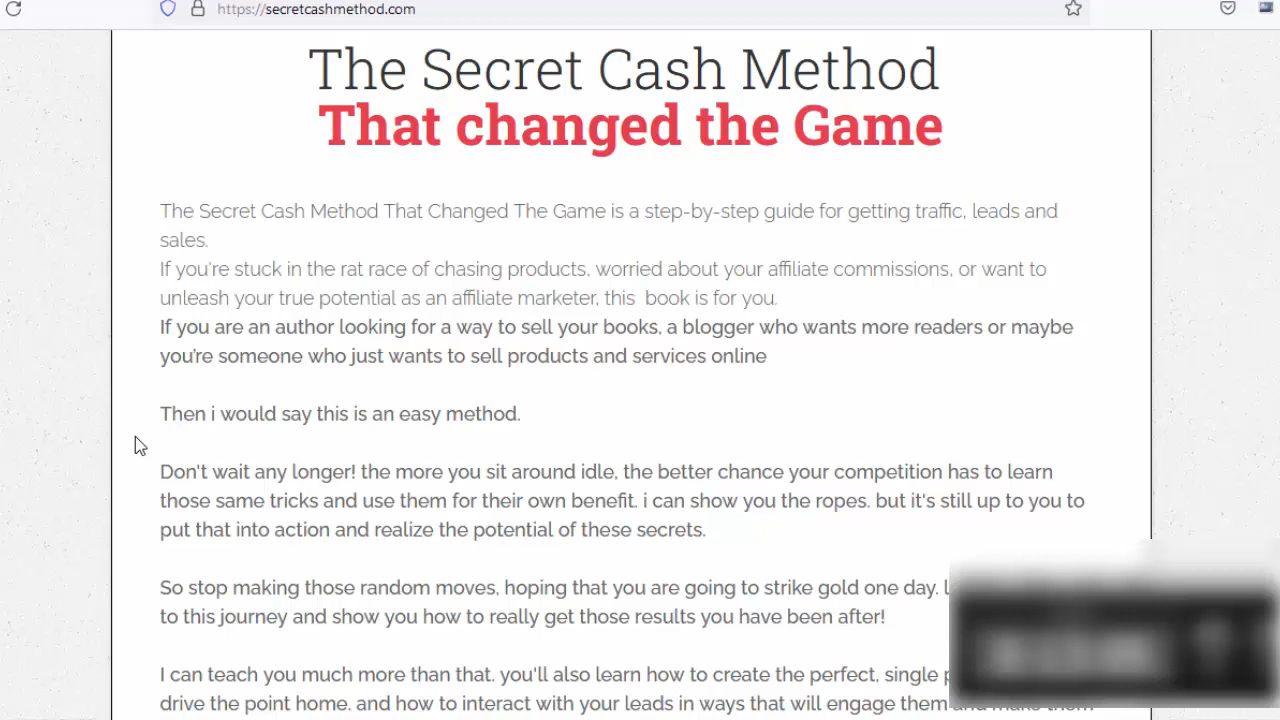 https://secretcashmethod.com
The Secret Cash Method
That changed the Game
The Secret Cash Method That Changed The Game is a step-by-step guide for getting traffic, leads and
sales.
If you're stuck in the rat race of chasing products, worried about your affiliate commissions, or want to
unleash your true potential as an affiliate marketer, this book is for you.
If you are an author looking for a way to sell your books, a blogger who wants more readers or maybe
you're someone who just wants to sell products and services online
Then i would say this is an easy method.
Don't wait any longer! the more you sit around idle, the better chance your competition has to learn
those same tricks and use them for their own benefit. i can show you the ropes. but it's still up to you to
put that into action and realize the potential of these secrets.
So stop making those random moves, hoping that you are going to strike gold one day.
to this journey and show you how to really get those results you have been after!
I can teach you much more than that. you'll also learn how to create the perfect, single
drive the point home. and how to interact with your leads in ways that will engage them and make them